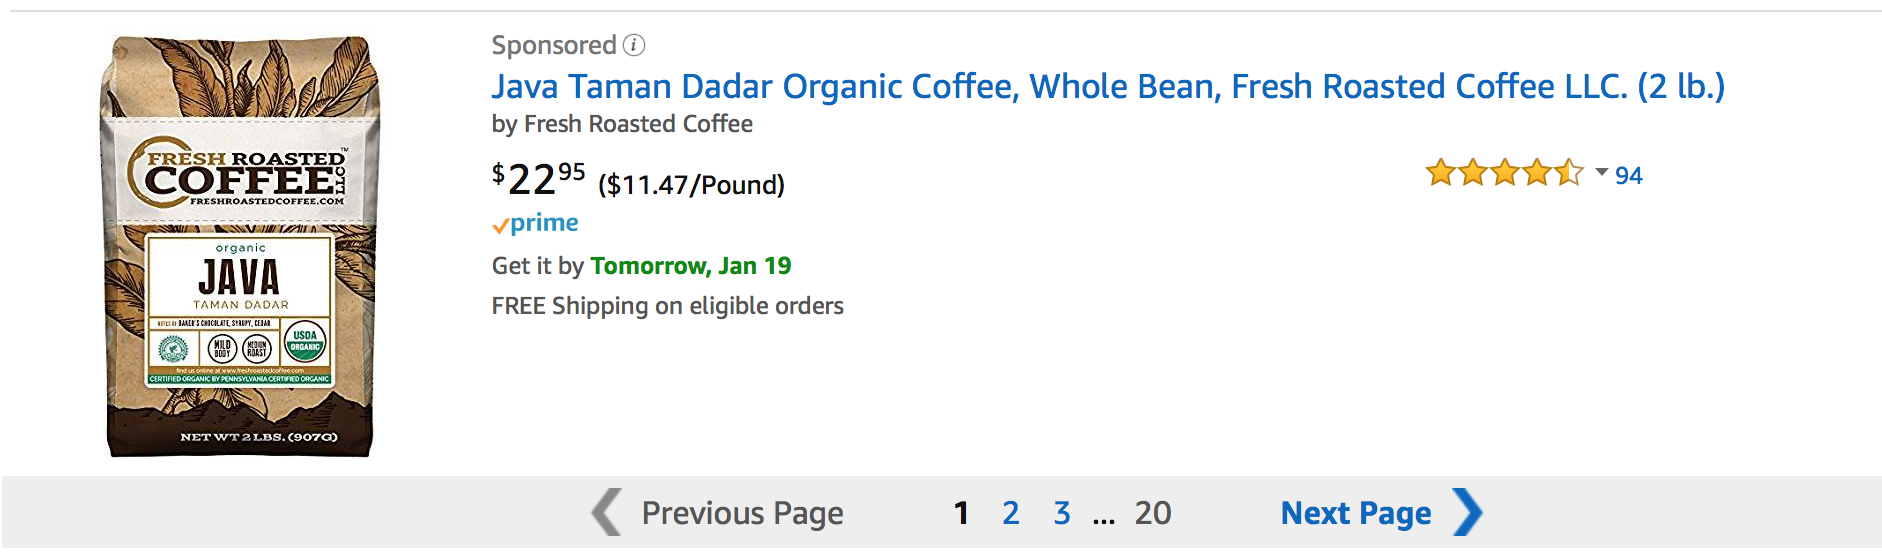 Sponsored
Java Taman Dadar Organic Coffee, Whole Bean, Fresh Roasted Coffee LLC. (2 lb.)
by Fresh Roasted Coffee
$22 95 ($11.47/Pound)
94
prime
Get it by Tomorrow, Jan 19
FREE Shipping on eligible orders
FRESH ROASTED ™
COFFEE LLC
FRESHROASTEDCOFFEE.COM
organic
JAVA
TAMAN DADAR
NOTES OF BAKER'S CHOCOLATE, SYRUPY, CEDAR
MILD BODY
MEDIUM ROAST
USDA
ORGANIC
find us online at www.freshroastedcoffee.com
CERTIFIED ORGANIC BY PENNSYLVANIA CERTIFIED ORGANIC
NET WT 2 LBS. (907G)
Previous Page 1 2 3 ... 20 Next Page